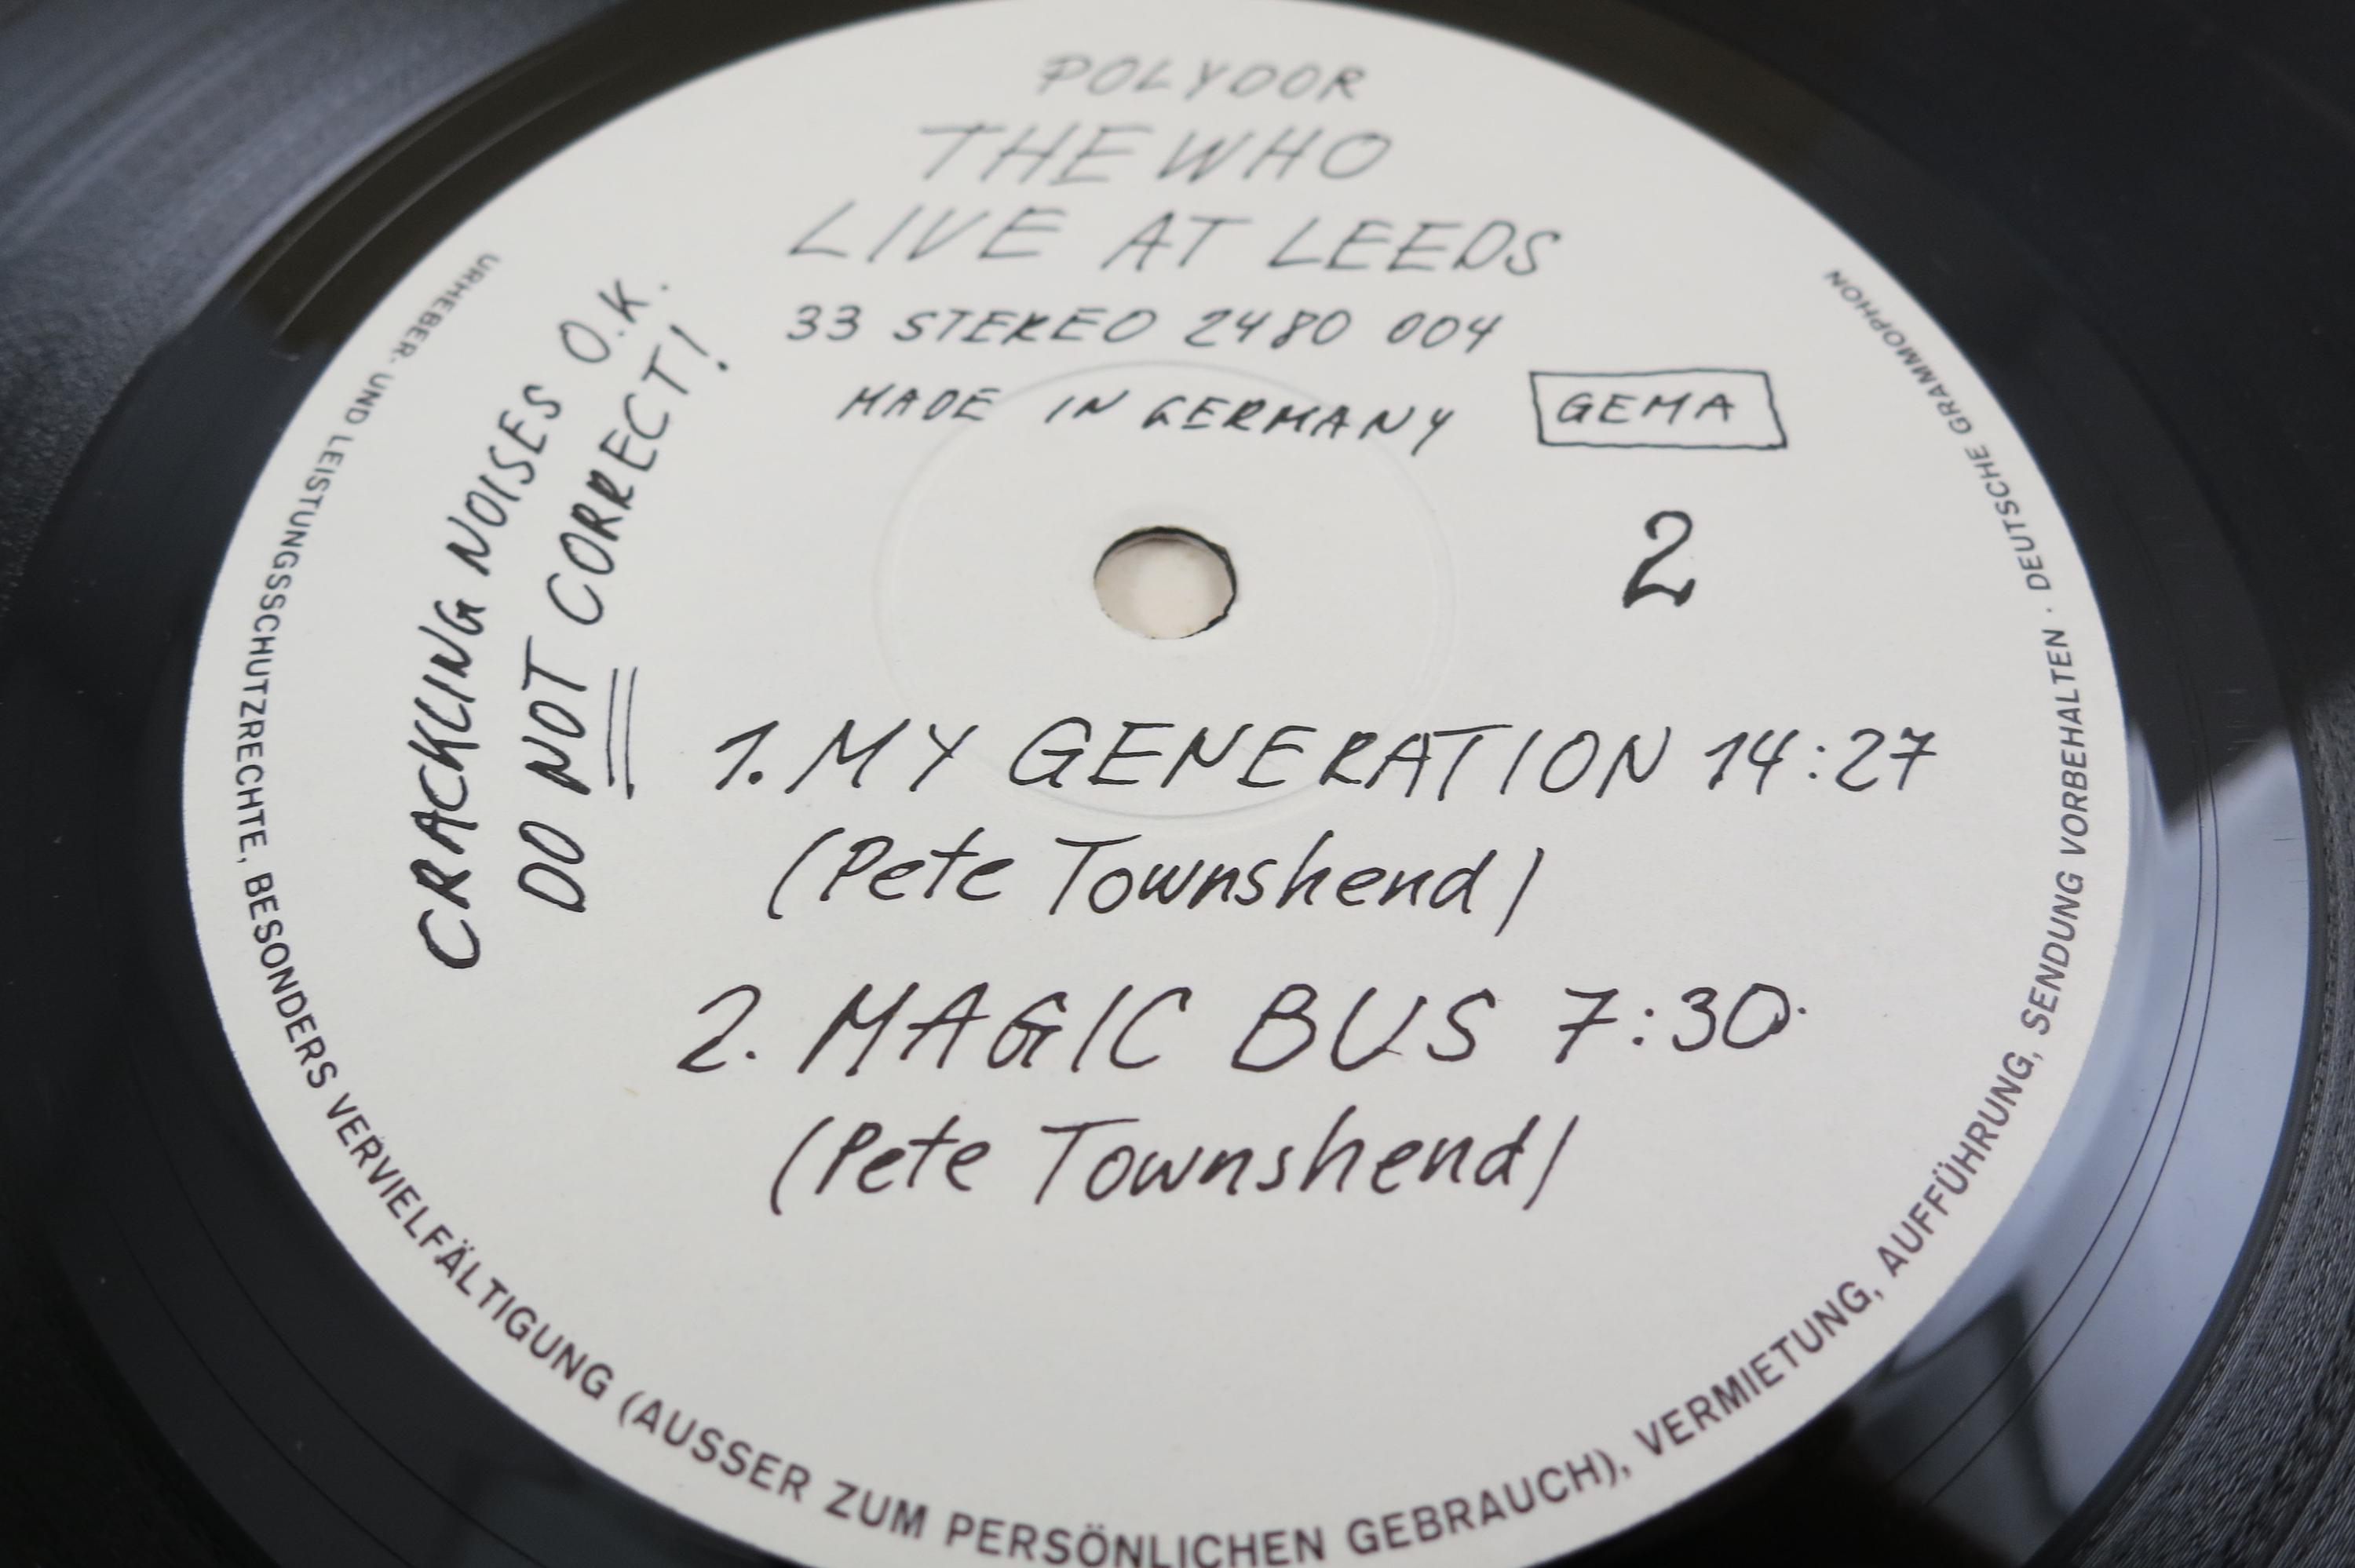 POLYDOR
THE WHO
LIVE AT LEEDS
33 STEREO 2480 004
MADE IN GERMANY
GEMA
2
CRACKLING NOISES O.K.
DO NOT CORRECT!
1. MY GENERATION 14:27
(Pete Townshend)
2. MAGIC BUS 7:30
(Pete Townshend)
URHEBER- UND LEISTUNGSSCHUTZRECHTE, BESONDERS VERVIELFÄLTIGUNG (AUSSER ZUM PERSÖNLICHEN GEBRAUCH), VERMIETUNG, AUFFÜHRUNG, SENDUNG VORBEHALTEN · DEUTSCHE GRAMMOPHON